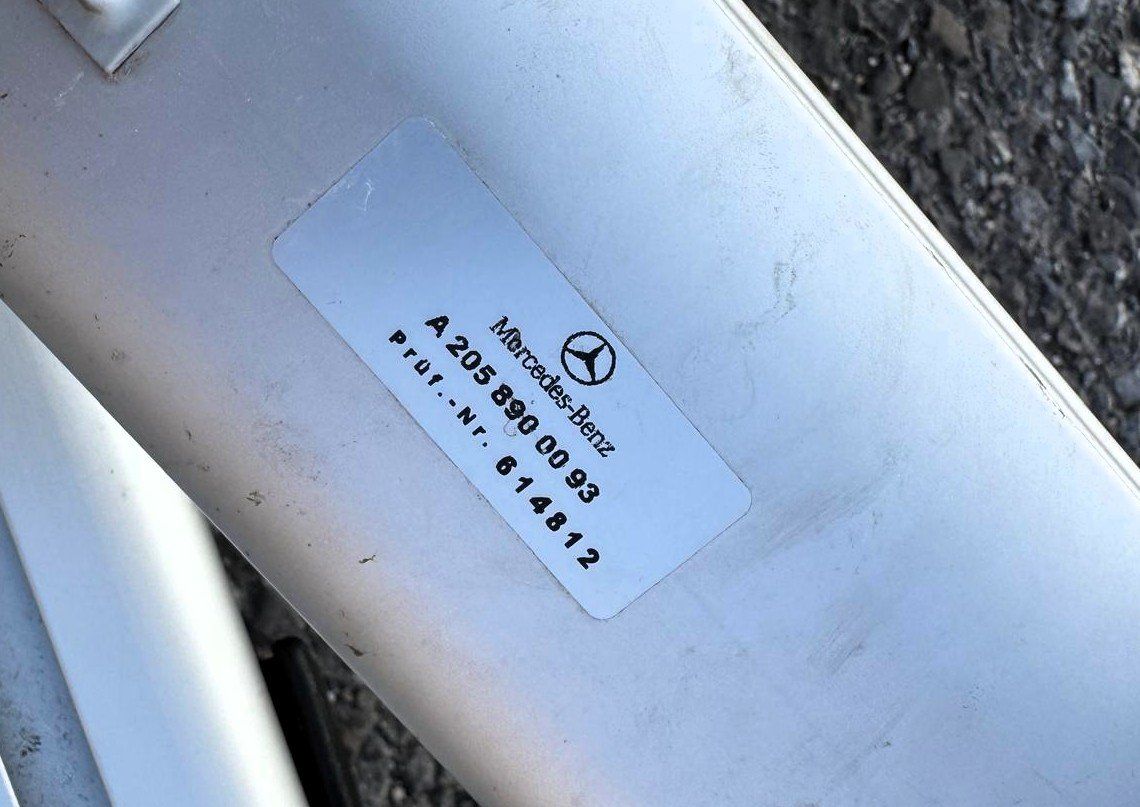 Mercedes-Benz
A 205 890 00 93
Prüf.-Nr. 614812